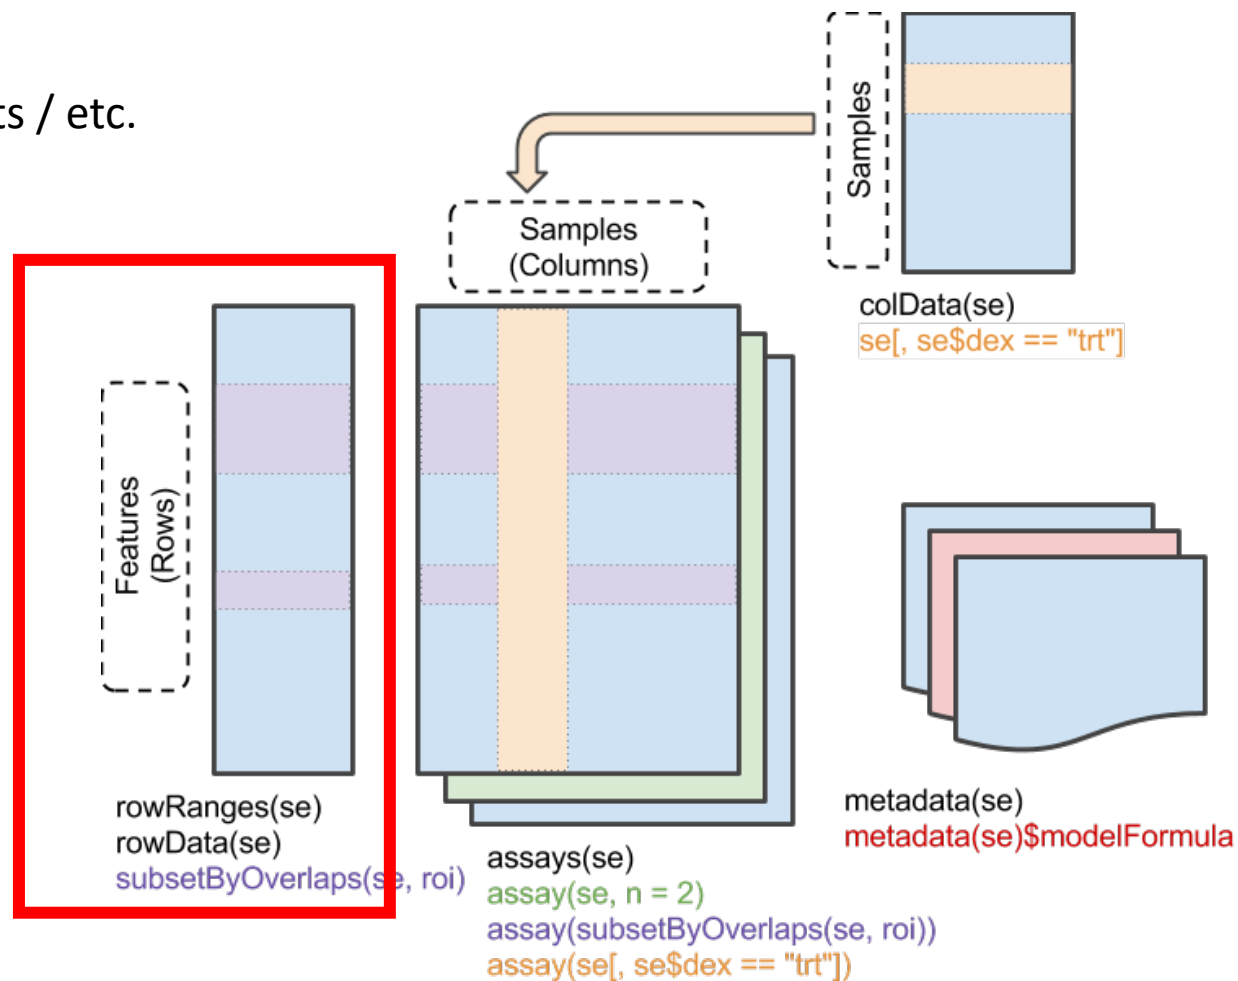 / etc.
Samples
Samples
(Columns)
colData(se)
se[, se$dex == "trt"]
Features
(Rows)
rowRanges(se)
rowData(se)
subsetByOverlaps(se, roi)
assays(se)
assay(se, n = 2)
assay(subsetByOverlaps(se, roi))
assay(se[, se$dex == "trt"])
metadata(se)
metadata(se)$modelFormula